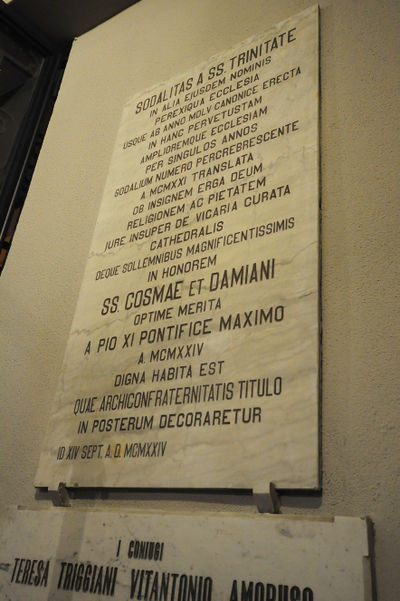 SODALITAS A SS. TRINITATE
IN ALIA EJUSDEM NOMINIS
PEREXIQUA ECCLESIA
USQUE AB ANNO MDLV CANONICE ERECTA
IN HANC PERVETUSTAM
AMPLIOREMQUE ECCLESIAM
PER SINGULOS ANNOS
SODALIUM NUMERO PERCREBRESCENTE
A MCMXXI TRANSLATA
OB INSIGNEM ERGA DEUM
RELIGIONEM AC PIETATEM
JURE INSUPER DE VICARIA CURATA
CATHEDRALIS
DEQUE SOLLEMNIBUS MAGNIFICENTISSIMIS
IN HONOREM
SS. COSMAE ET DAMIANI
OPTIME MERITA
A PIO XI PONTIFICE MAXIMO
A. MCMXXIV
DIGNA HABITA EST
QUAE ARCHICONFRATERNITATIS TITULO
IN POSTERUM DECORARETUR
ID XIV SEPT. A. D. MCMXXIV
I CONIUGI
TERESA TRIGGIANI VITANTONIO AMORUSO